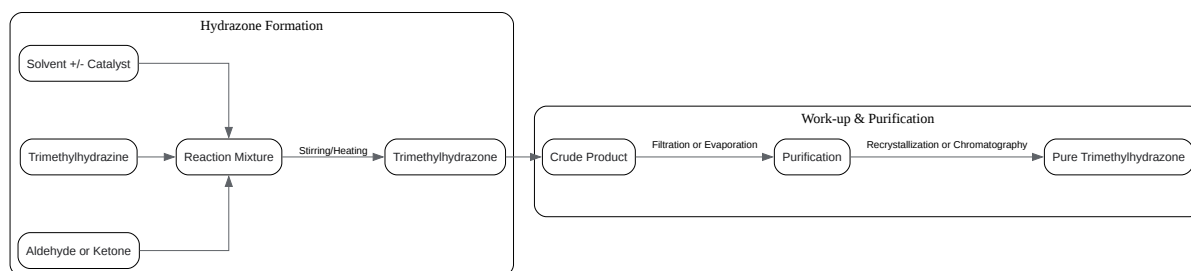 Hydrazone Formation
Solvent +/- Catalyst
Trimethylhydrazine
Reaction Mixture
Stirring/Heating
Trimethylhydrazone
Aldehyde or Ketone
Work-up & Purification
Crude Product
Filtration or Evaporation
Purification
Recrystallization or Chromatography
Pure Trimethylhydrazone